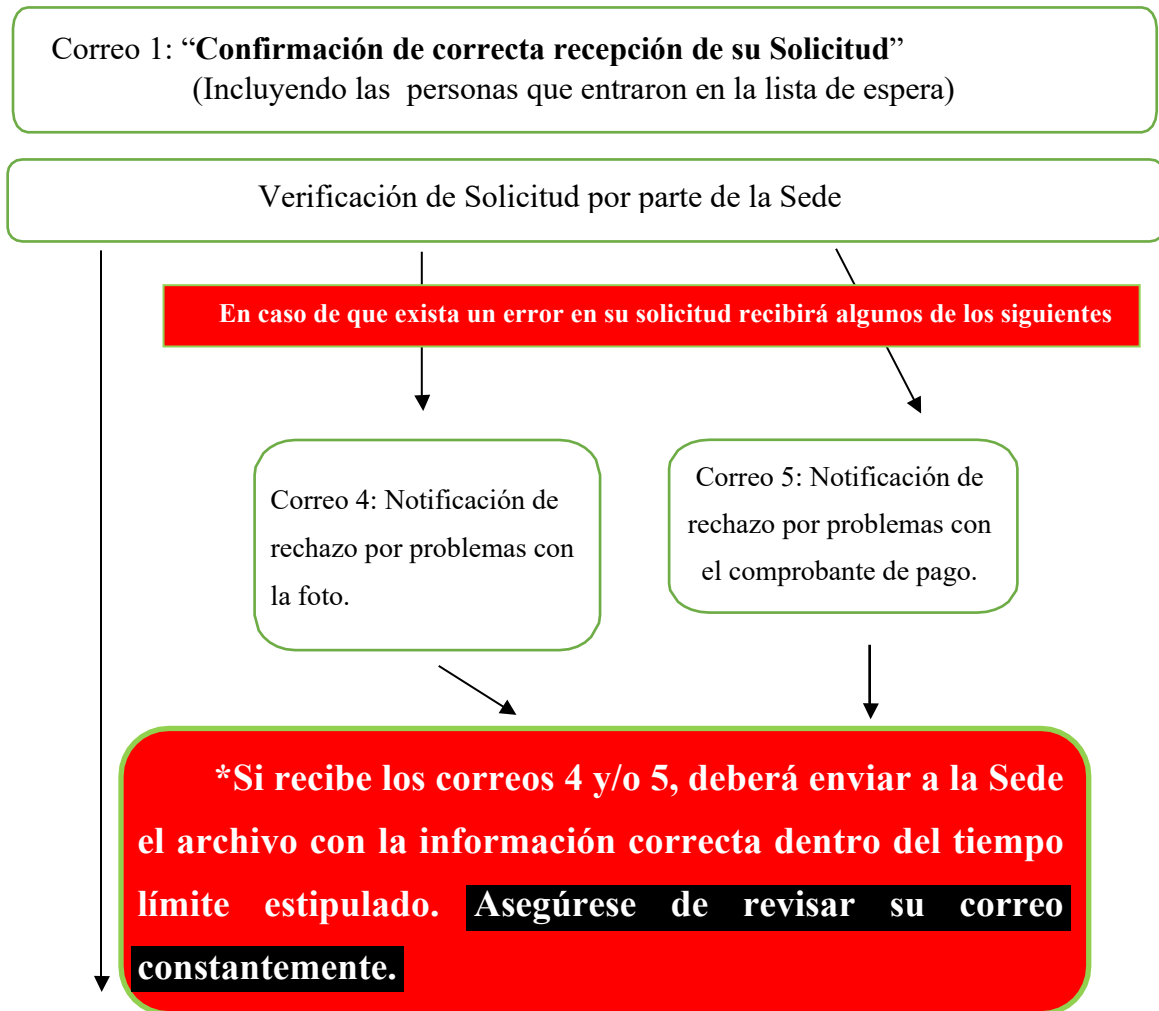 Correo 1: “Confirmación de correcta recepción de su Solicitud”
(Incluyendo las personas que entraron en la lista de espera)
Verificación de Solicitud por parte de la Sede
En caso de que exista un error en su solicitud recibirá algunos de los siguientes
Correo 4: Notificación de
rechazo por problemas con
la foto.
Correo 5: Notificación de
rechazo por problemas con
el comprobante de pago.
*Si recibe los correos 4 y/o 5, deberá enviar a la Sede
el archivo con la información correcta dentro del tiempo
límite estipulado. Asegúrese de revisar su correo
constantemente.